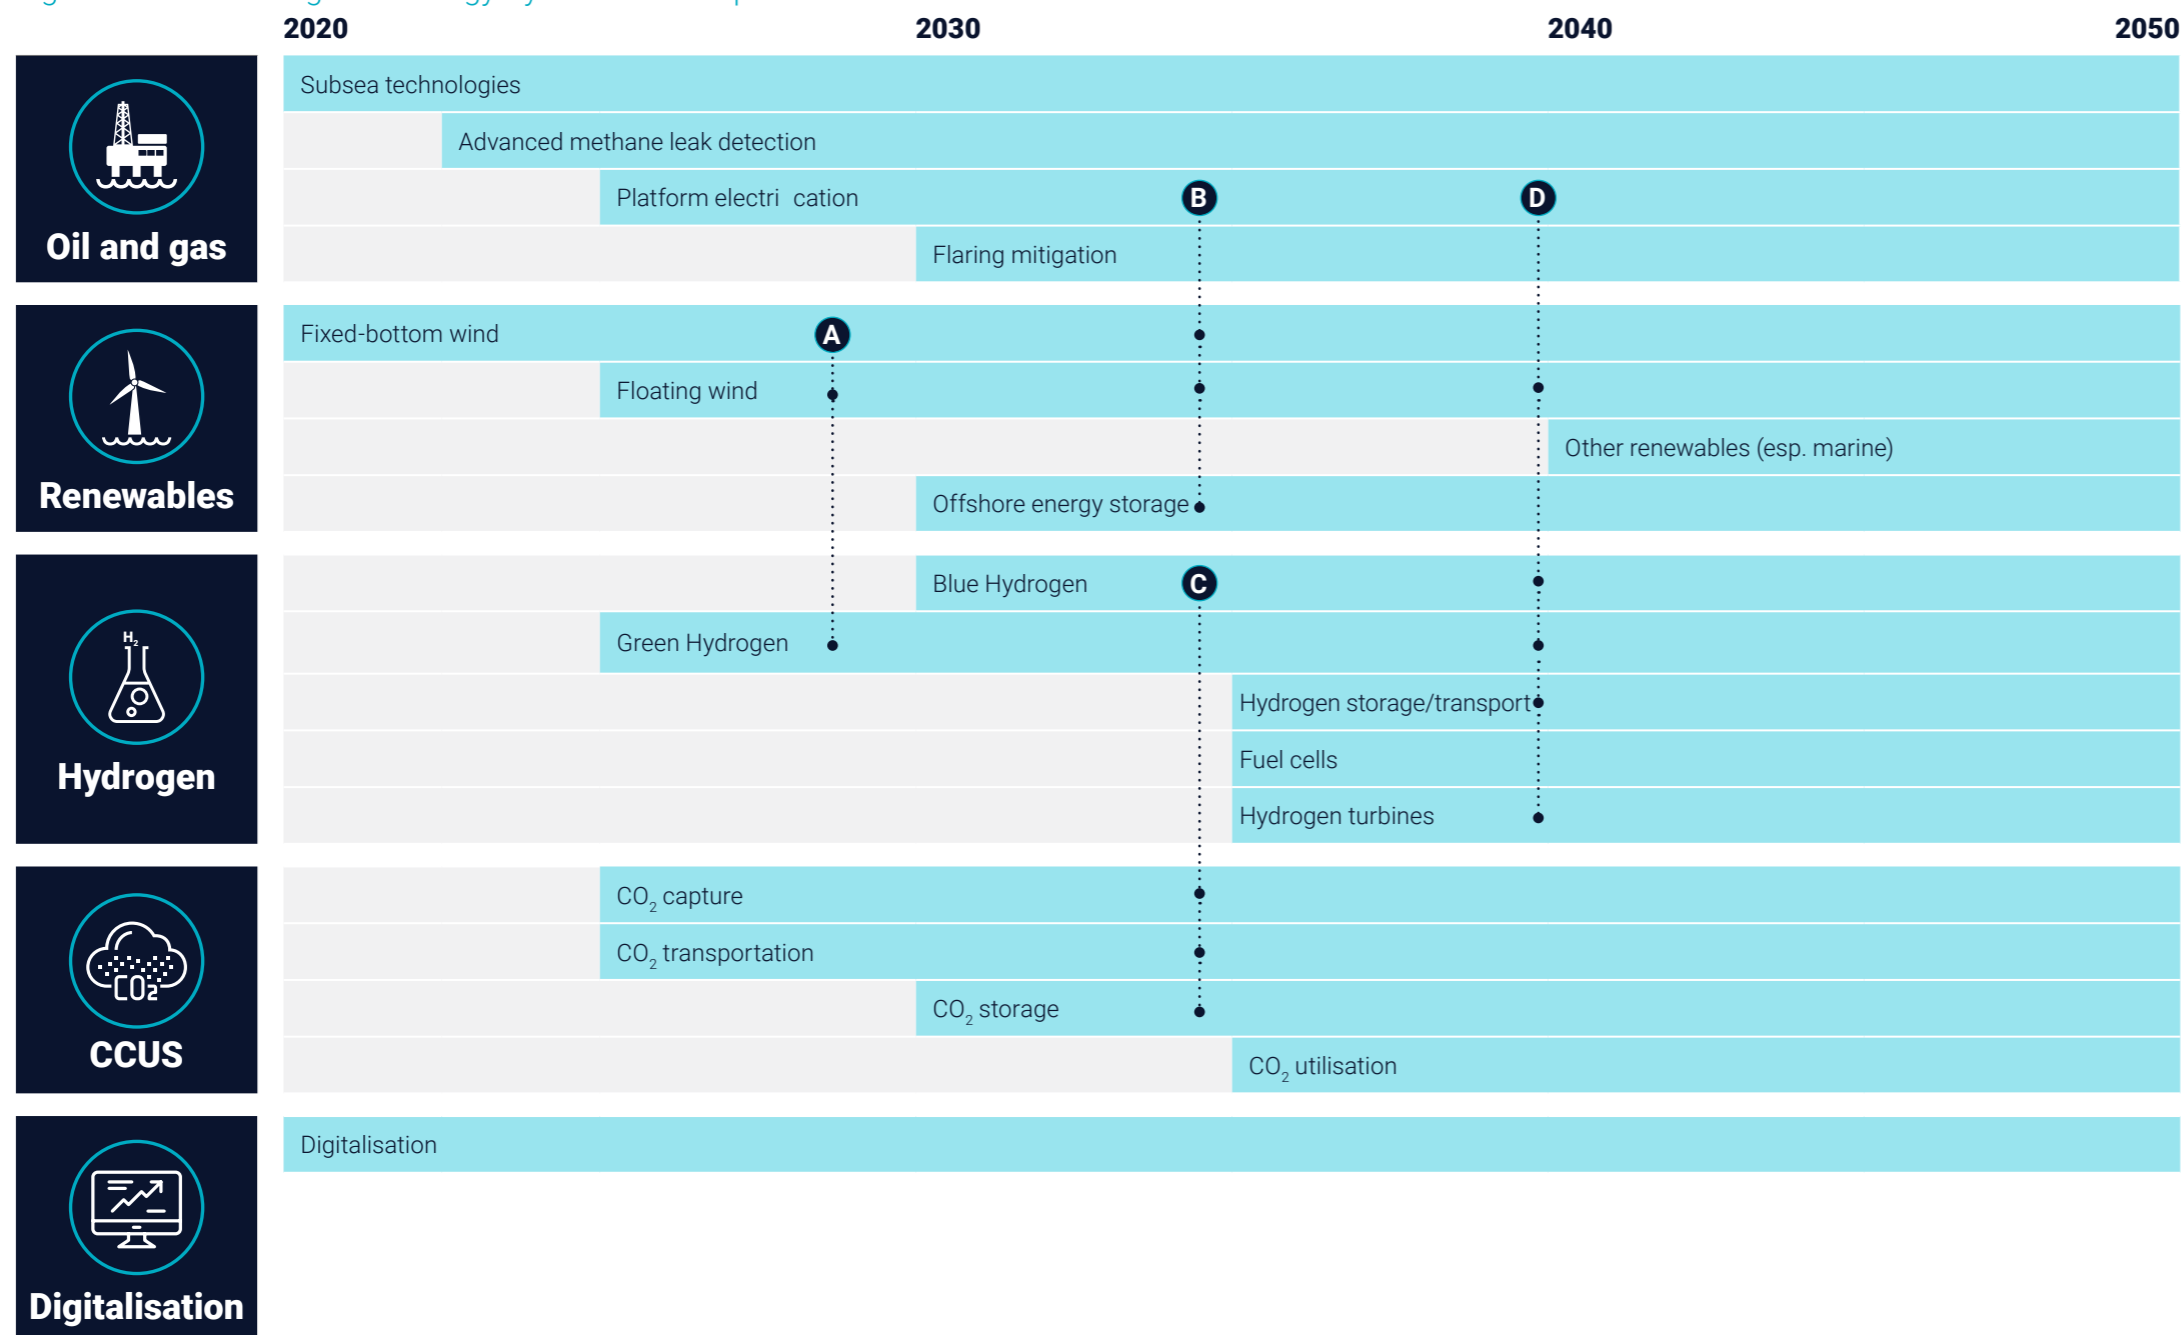 2020 2030 2040 2050
Subsea technologies
Advanced methane leak detection
Platform electri cation B D
Oil and gas
Flaring mitigation
Fixed-bottom wind A
Floating wind
Other renewables (esp. marine)
Renewables
Offshore energy storage
Blue Hydrogen C
H₂
Green Hydrogen
Hydrogen storage/transport
Fuel cells
Hydrogen
Hydrogen turbines
CO₂ capture
CO₂ transportation
CO₂
CO₂ storage
CCUS
CO₂ utilisation
Digitalisation
Digitalisation